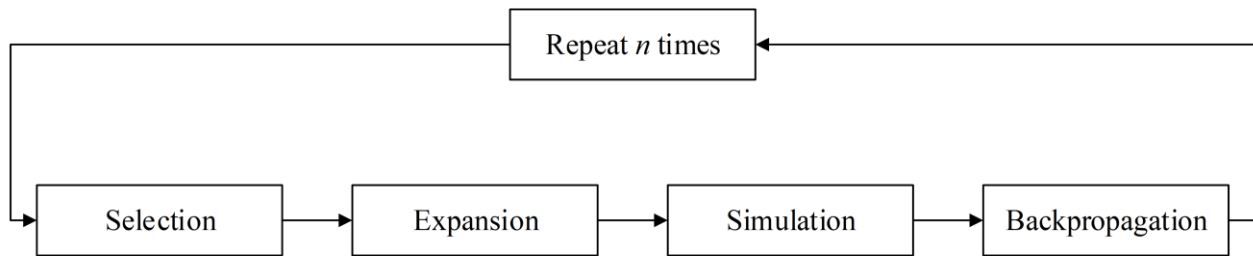 Repeat n times
Selection
Expansion
Simulation
Backpropagation